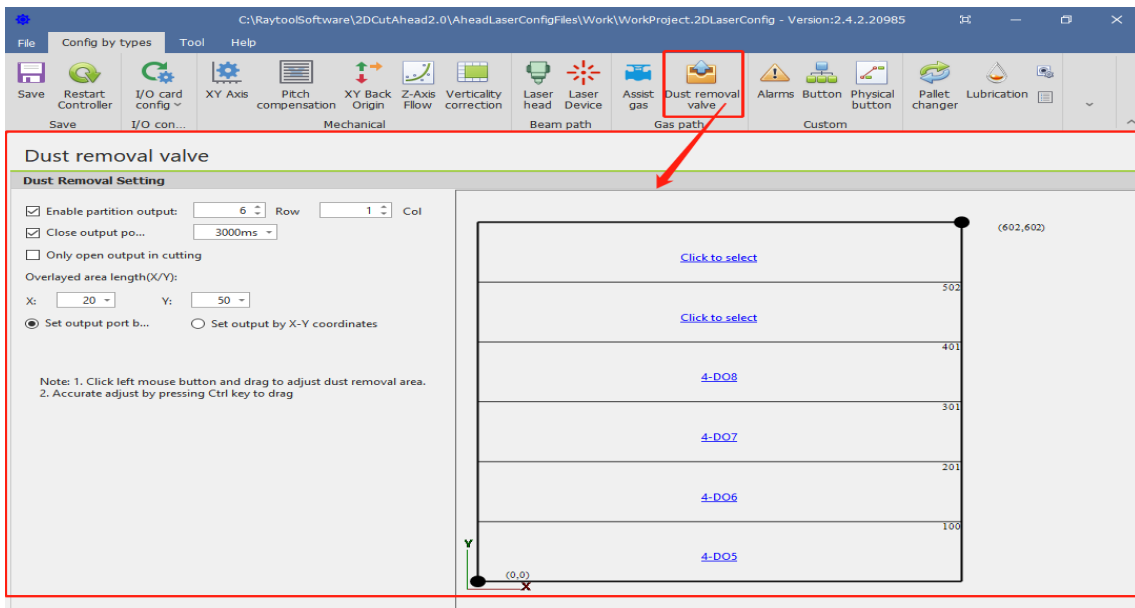 C:\RaytoolSoftware\2DCutAhead2.0\AheadLaserConfigFiles\Work\WorkProject.2DLaserConfig - Version:2.4.2.20985
File Config by types Tool Help
Save Restart Controller I/O card config XY Axis Pitch compensation XY Back Origin Z-Axis Fllow Verticality correction Laser head Laser Device Assist gas Dust removal valve Alarms Button Physical button Pallet changer Lubrication
Save I/O con... Mechanical Beam path Gas path Custom
Dust removal valve
Dust Removal Setting
Enable partition output: 6 Row 1 Col
Close output po... 3000ms
Only open output in cutting
Overlayed area length(X/Y):
X: 20 Y: 50
Set output port b... Set output by X-Y coordinates
Note: 1. Click left mouse button and drag to adjust dust removal area.
2. Accurate adjust by pressing Ctrl key to drag
(602,602)
Click to select
502
Click to select
401
4-DO8
301
4-DO7
201
4-DO6
100
4-DO5
Y
(0,0)
X